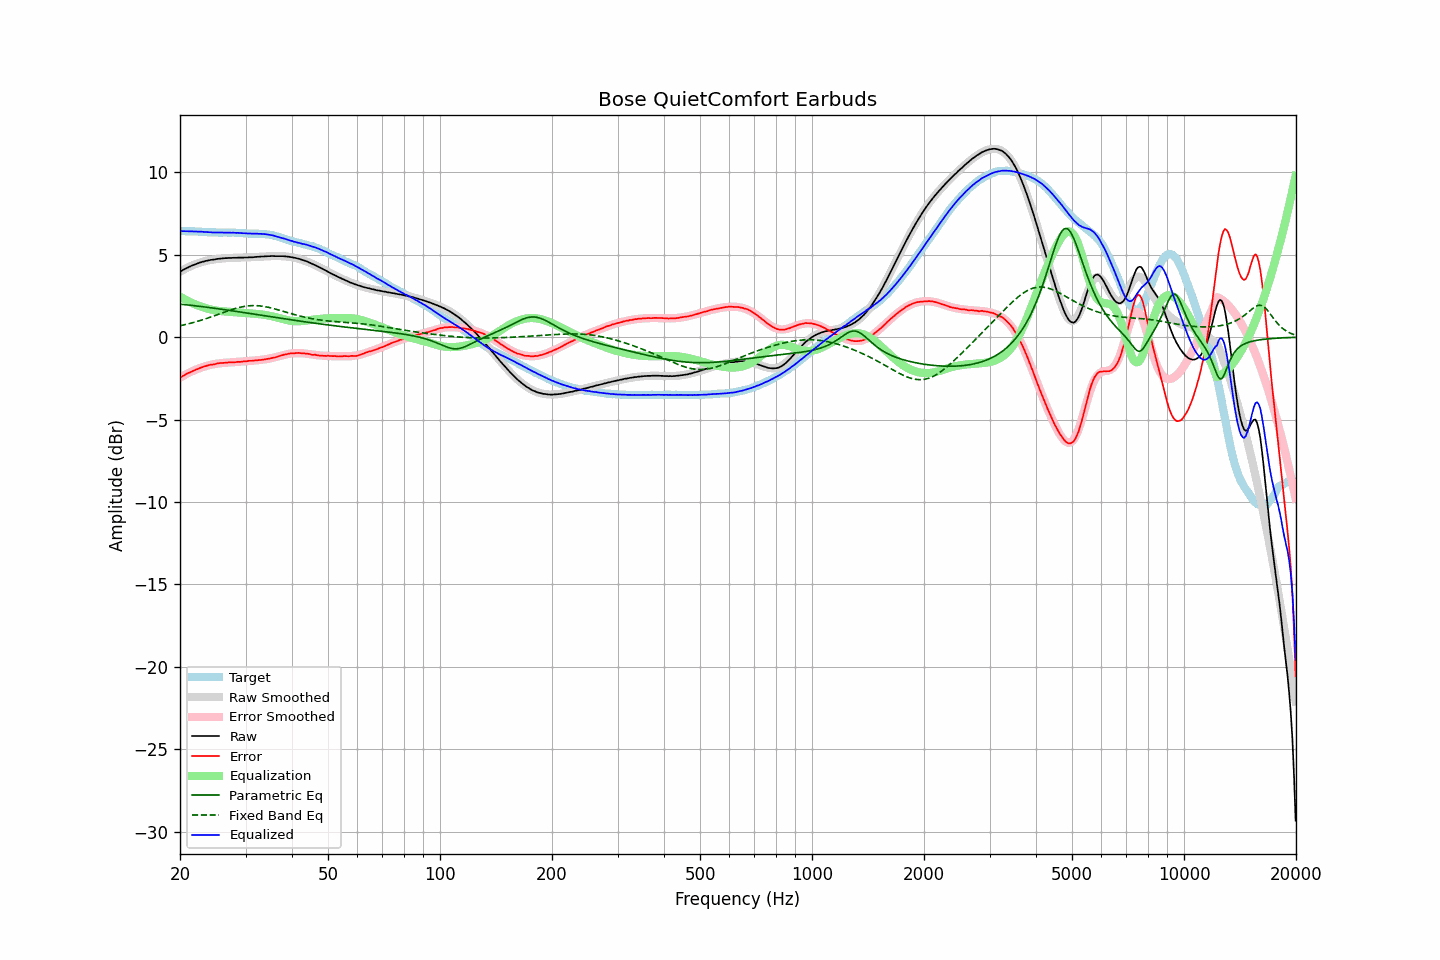 Bose QuietComfort Earbuds
Amplitude (dBr)
10
5
0
−5
−10
−15
−20
−25
−30
Target
Raw Smoothed
Error Smoothed
Raw
Error
Equalization
Parametric Eq
Fixed Band Eq
Equalized
20 50 100 200 500 1000 2000 5000 10000 20000
Frequency (Hz)